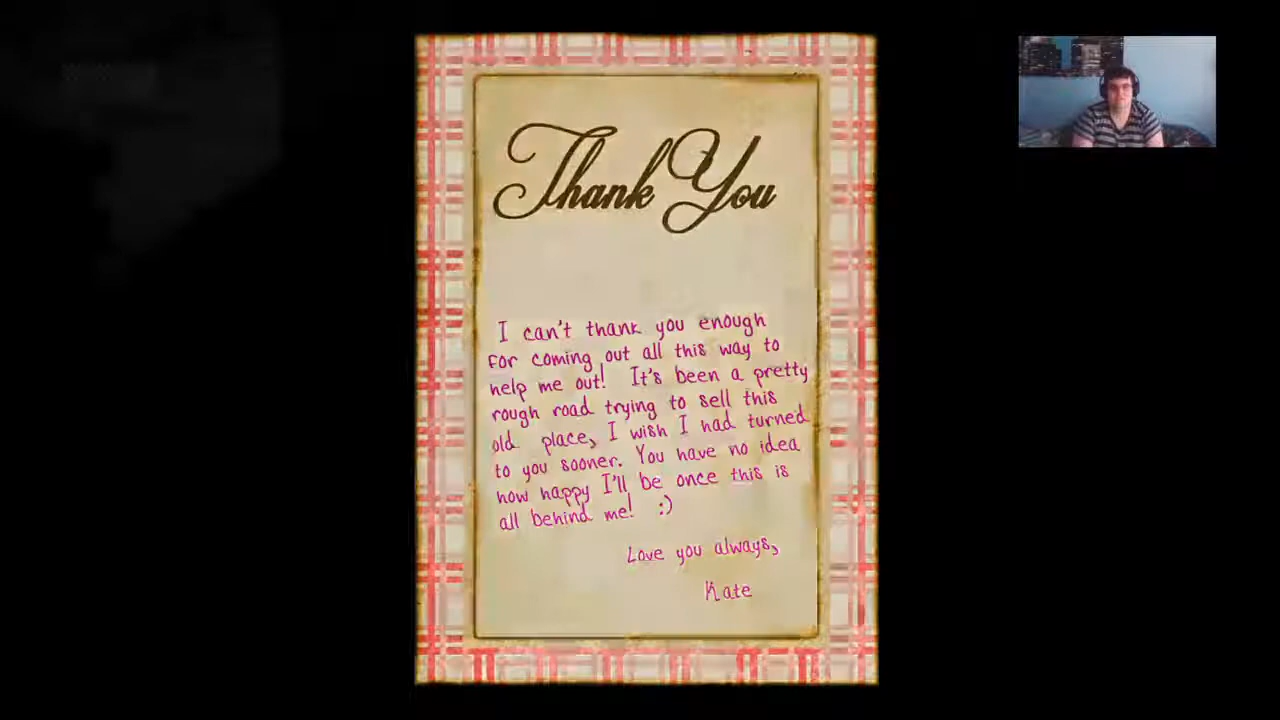 Thank You
I can't thank you enough
for coming out all this way to
help me out! It's been a pretty
rough road trying to sell this
old place, I wish I had turned
to you sooner. You have no idea
how happy I'll be once this is
all behind me! :)
Love you always,
Kate